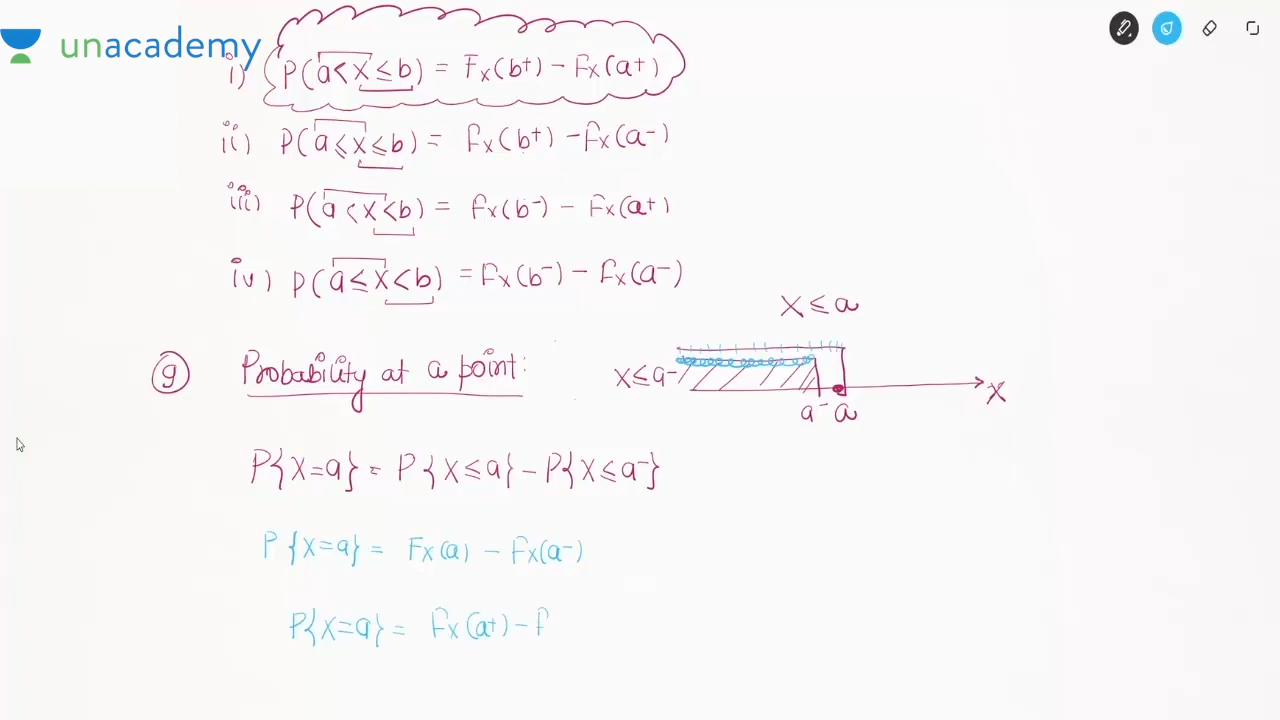 unacademy
i) P(a<X≤b) = Fx(b+) - Fx(a+)
ii) P(a≤x≤b) = fx(b+) - fx(a-)
iii) P(a<x<b) = fx(b-) - fx(a+)
iv) P(a≤x<b) = fx(b-) - fx(a-)
X≤a
9 Probability at a point:
X≤a-
a- a
X
P{X=a} = P{X≤a} - P{X≤a-}
P{X=a} = Fx(a) - Fx(a-)
P{X=a} = Fx(a+) - F